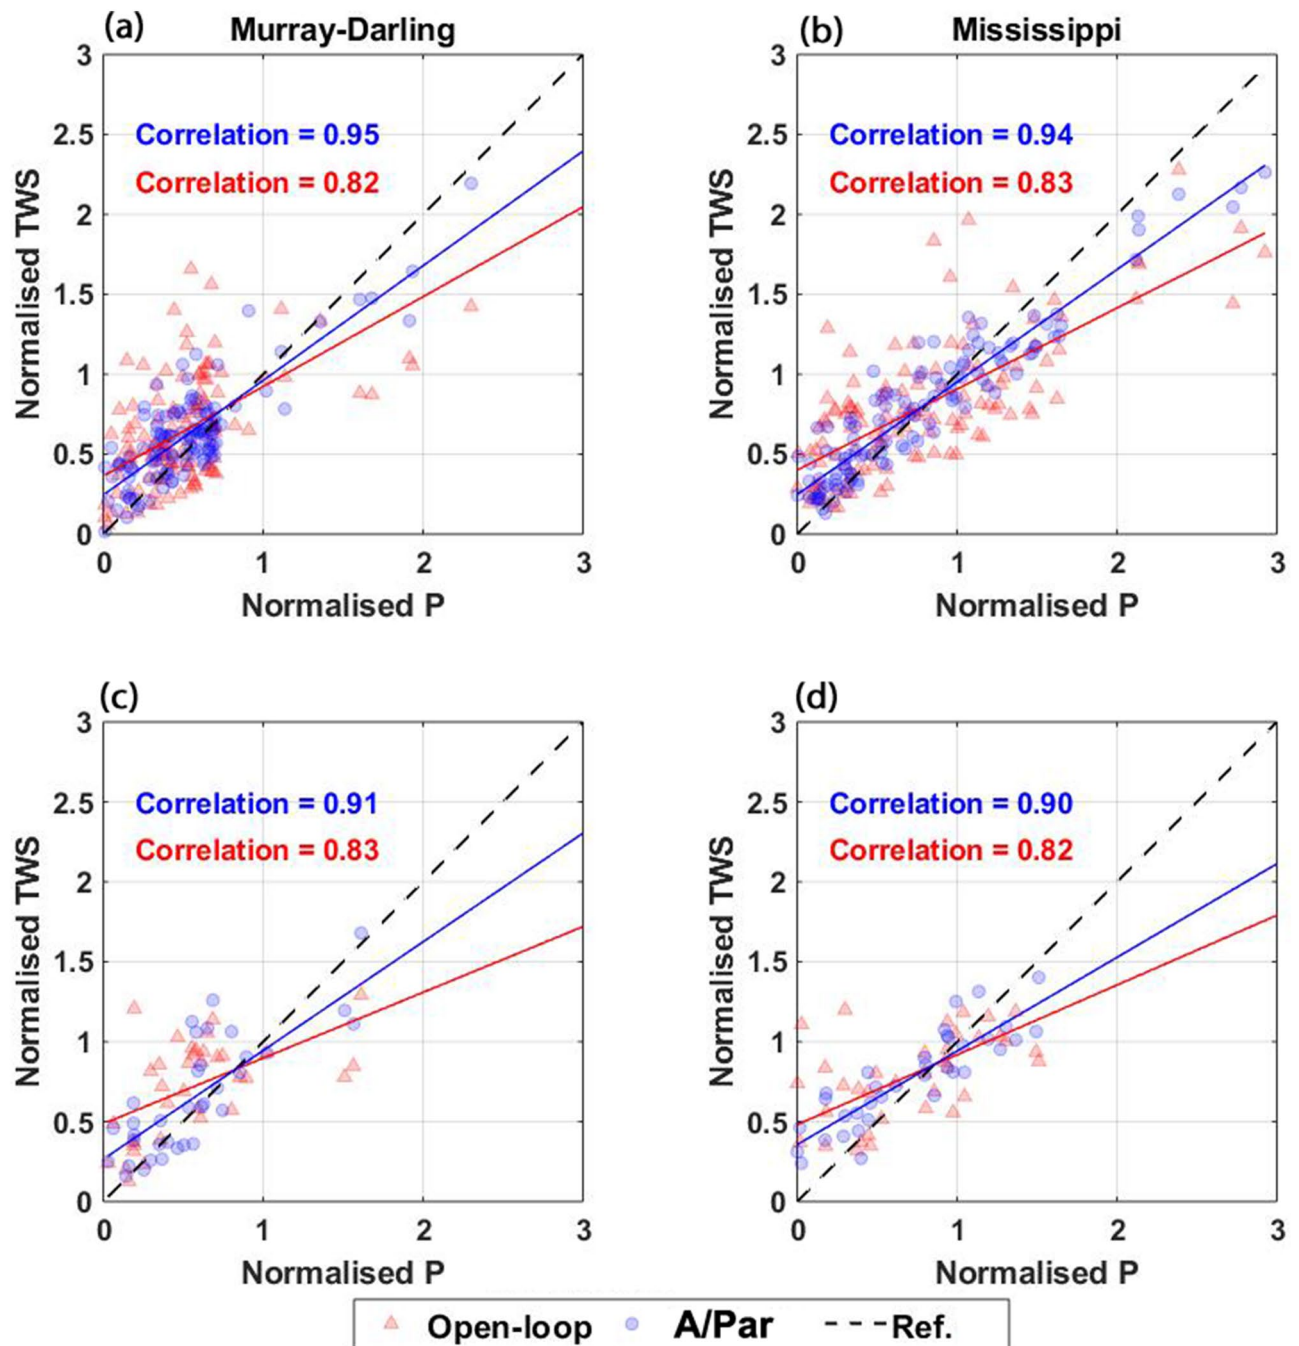 (a) Murray-Darling
3
2.5
2
1.5
1
0.5
0
Normalised TWS
Correlation = 0.95
Correlation = 0.82
0 1 2 3
Normalised P
(b) Mississippi
3
2.5
2
1.5
1
0.5
0
Normalised TWS
Correlation = 0.94
Correlation = 0.83
0 1 2 3
Normalised P
(c)
3
2.5
2
1.5
1
0.5
0
Normalised TWS
Correlation = 0.91
Correlation = 0.83
0 1 2 3
Normalised P
(d)
3
2.5
2
1.5
1
0.5
0
Normalised TWS
Correlation = 0.90
Correlation = 0.82
0 1 2 3
Normalised P
Open-loop A/Par Ref.